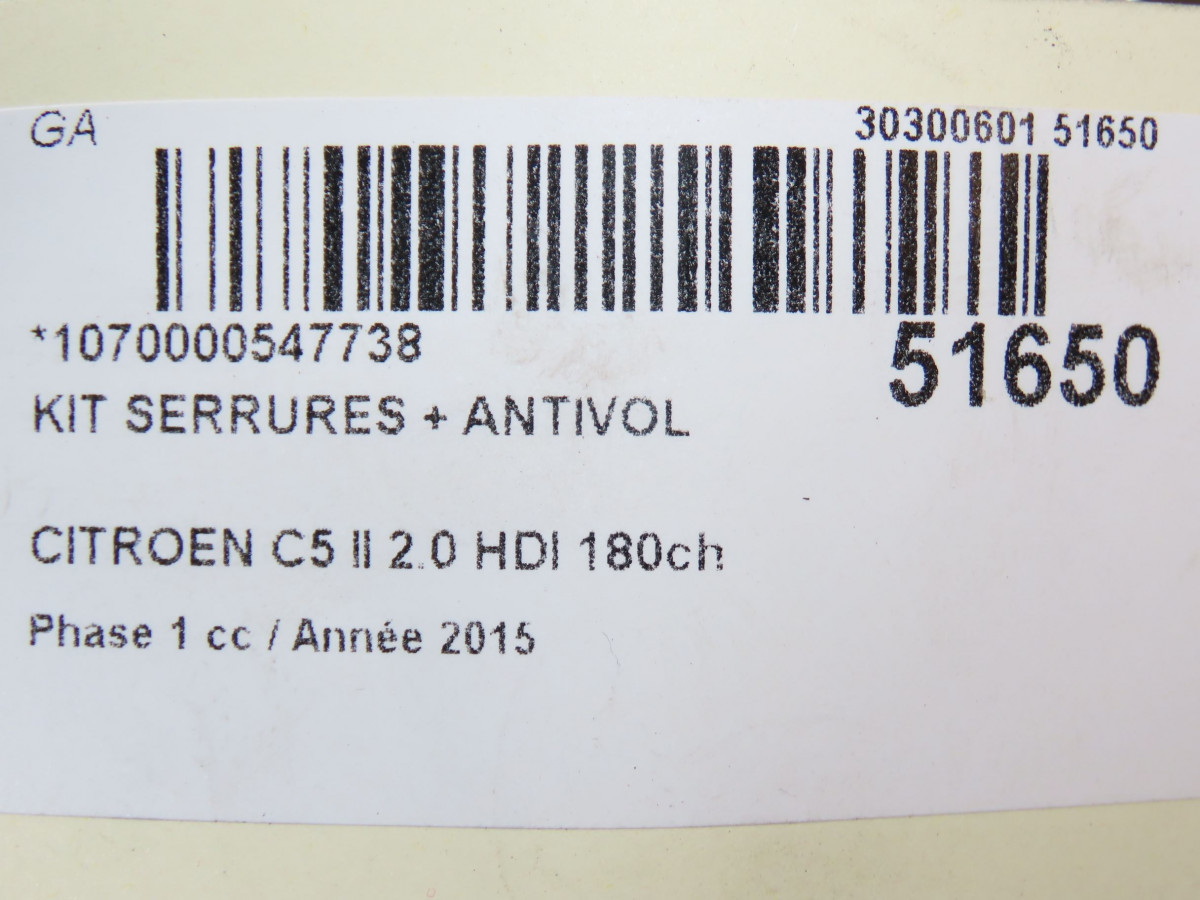 GA
30300601 51650
*1070000547738
51650
KIT SERRURES + ANTIVOL
CITROEN C5 II 2.0 HDI 180ch
Phase 1 cc / Année 2015